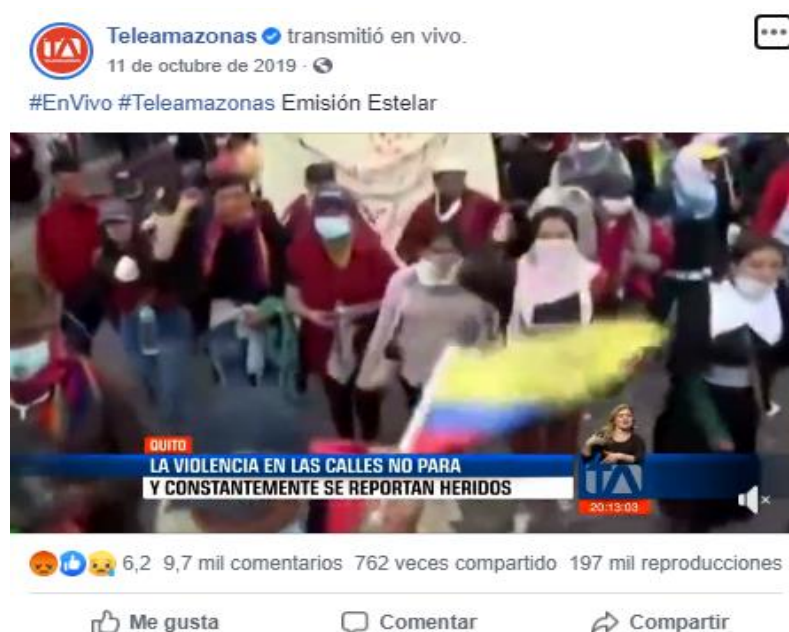 Teleamazonas transmitió en vivo.
11 de octubre de 2019 ·
#EnVivo #Teleamazonas Emisión Estelar
QUITO
LA VIOLENCIA EN LAS CALLES NO PARA
Y CONSTANTEMENTE SE REPORTAN HERIDOS
20:13:03
6,2 9,7 mil comentarios 762 veces compartido 197 mil reproducciones
Me gusta Comentar Compartir